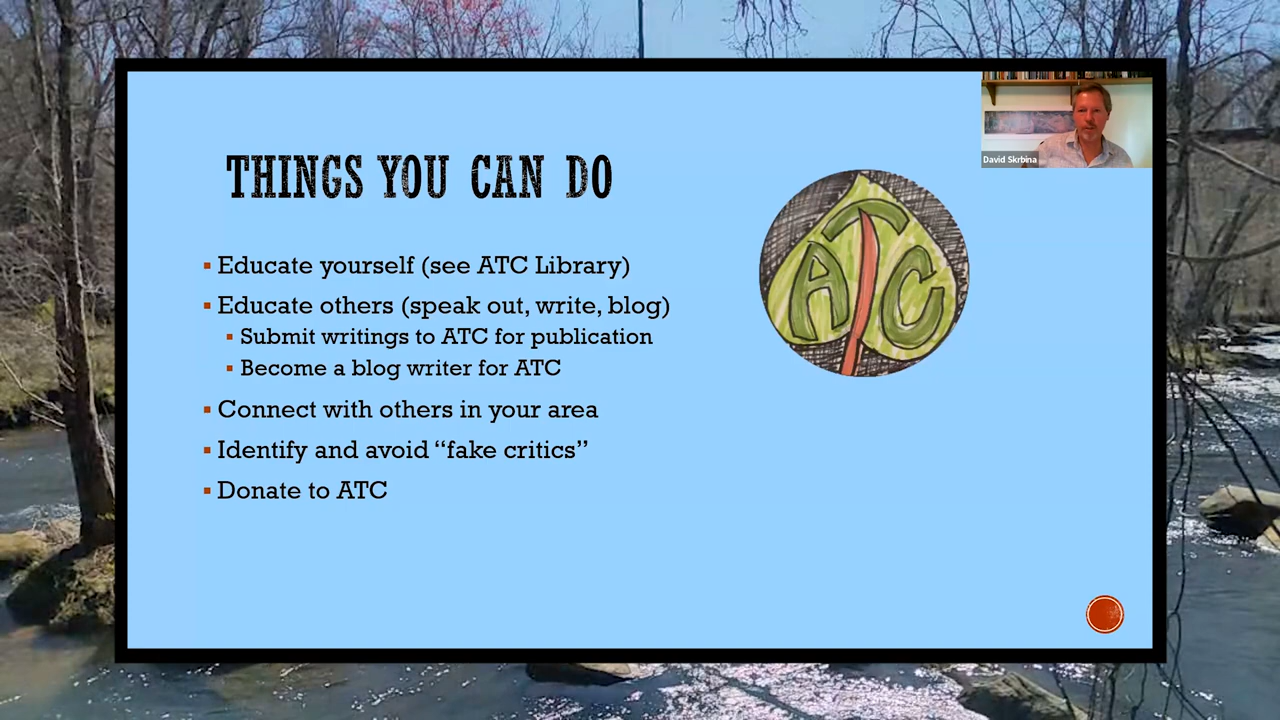 David Skrbina
THINGS YOU CAN DO
ATC
▪ Educate yourself (see ATC Library)
▪ Educate others (speak out, write, blog)
▪ Submit writings to ATC for publication
▪ Become a blog writer for ATC
▪ Connect with others in your area
▪ Identify and avoid “fake critics”
▪ Donate to ATC